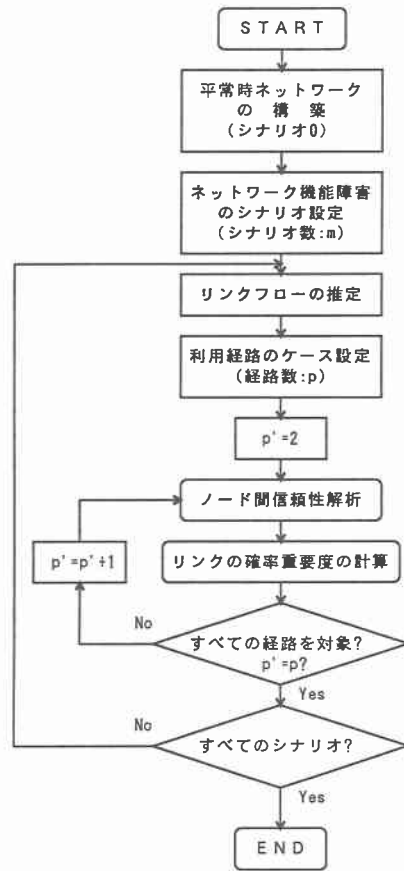 START
平常時ネットワーク
の構築
(シナリオ0)
ネットワーク機能障害
のシナリオ設定
(シナリオ数:m)
リンクフローの推定
利用経路のケース設定
(経路数:p)
p'=2
ノード間信頼性解析
p'=p'+1
リンクの確率重要度の計算
No
すべての経路を対象?
p'=p?
Yes
No
すべてのシナリオ?
Yes
END